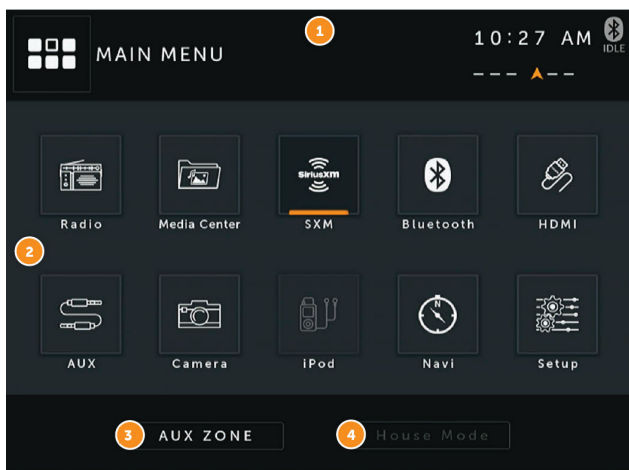 1
MAIN MENU
10:27 AM
IDLE
--- --
SiriusXM
Radio
Media Center
SXM
Bluetooth
HDMI
2
N
AUX
Camera
iPod
Navi
Setup
3 AUX ZONE
4 House Mode